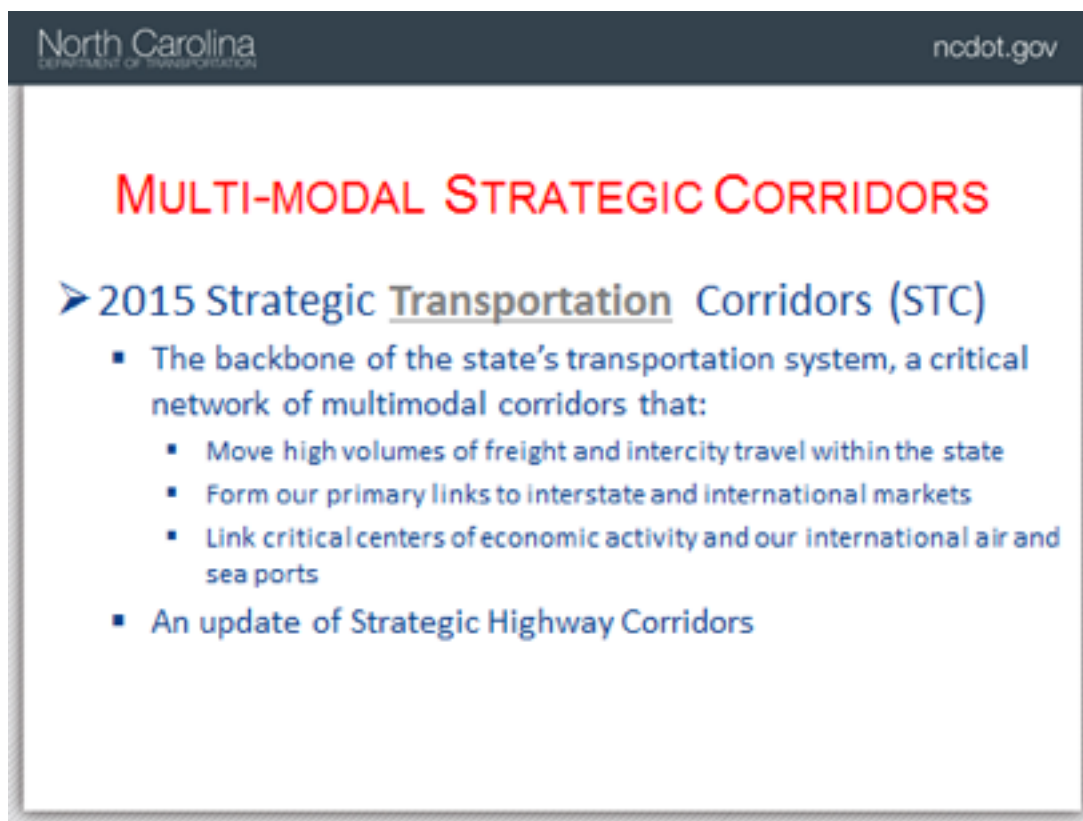 North Carolina
DEPARTMENT OF TRANSPORTATION
ncdot.gov
MULTI-MODAL STRATEGIC CORRIDORS
➤ 2015 Strategic Transportation Corridors (STC)
▪ The backbone of the state's transportation system, a critical
network of multimodal corridors that:
▪ Move high volumes of freight and intercity travel within the state
▪ Form our primary links to interstate and international markets
▪ Link critical centers of economic activity and our international air and
sea ports
▪ An update of Strategic Highway Corridors